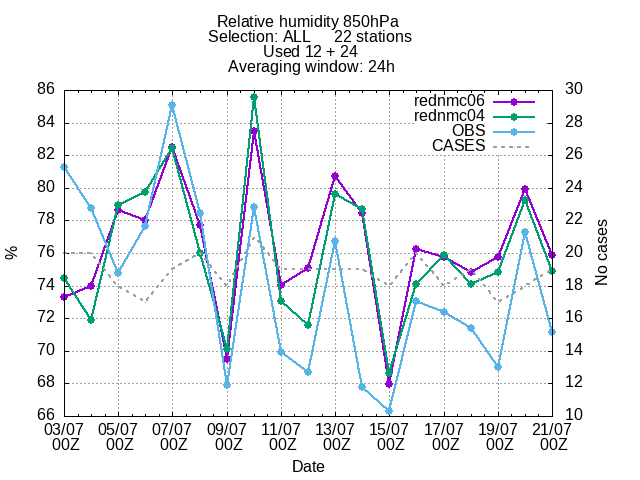 Relative humidity 850hPa
Selection: ALL 22 stations
Used 12 + 24
Averaging window: 24h
rednmc06
rednmc04
OBS
CASES
86
84
82
80
78
76
74
72
70
68
66
%
30
28
26
24
22
20
18
16
14
12
10
No cases
03/07 05/07 07/07 09/07 11/07 13/07 15/07 17/07 19/07 21/07
00Z 00Z 00Z 00Z 00Z 00Z 00Z 00Z 00Z 00Z
Date